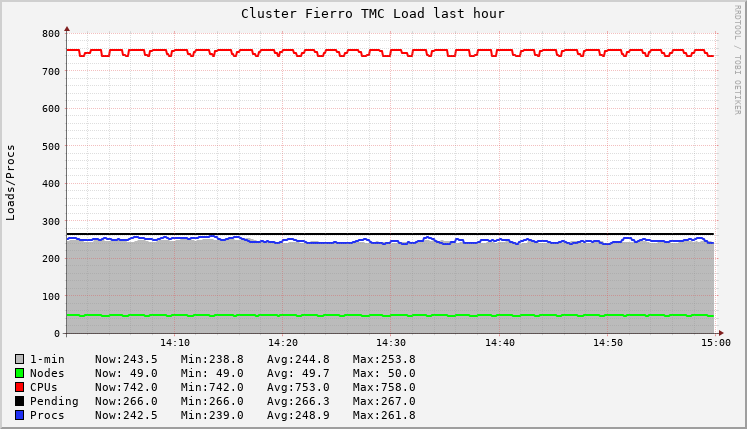 Cluster Fierro TMC Load last hour
RRDTOOL / TOBI OETIKER
Loads/Procs
800
700
600
500
400
300
200
100
0
14:10 14:20 14:30 14:40 14:50 15:00
1-min Now:243.5 Min:238.8 Avg:244.8 Max:253.8
Nodes Now: 49.0 Min: 49.0 Avg: 49.7 Max: 50.0
CPUs Now:742.0 Min:742.0 Avg:753.0 Max:758.0
Pending Now:266.0 Min:266.0 Avg:266.3 Max:267.0
Procs Now:242.5 Min:239.0 Avg:248.9 Max:261.8